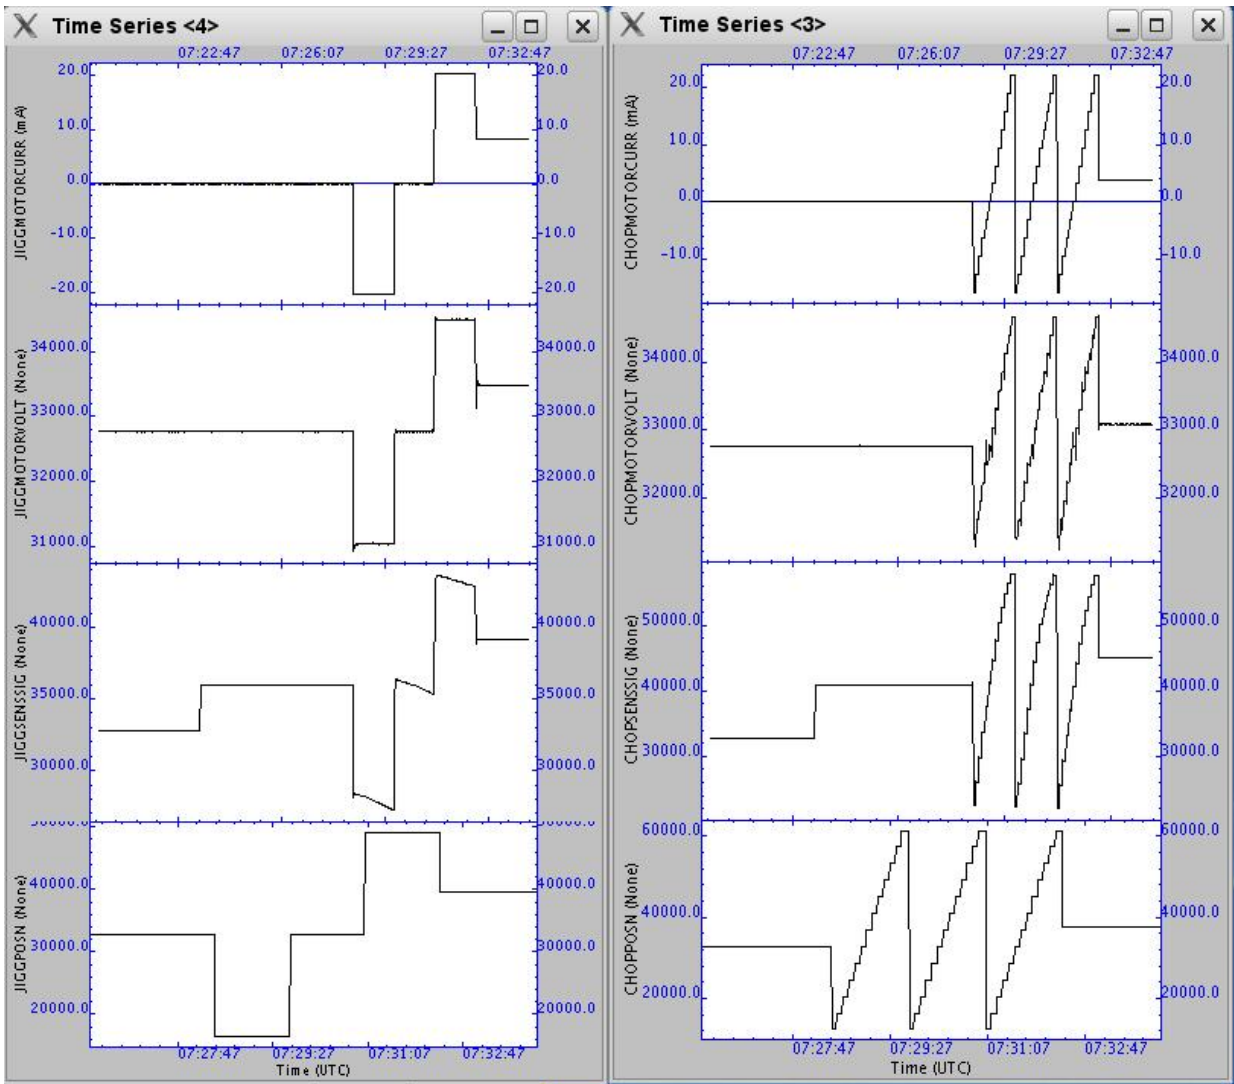 Time Series <4>
07:22:47 07:26:07 07:29:27 07:32:47
JIGGMOTORCURR (mA)
20.0 20.0
10.0 10.0
0.0 0.0
-10.0 -10.0
-20.0 -20.0
JIGGMOTORVOLT (None)
34000.0 34000.0
33000.0 33000.0
32000.0 32000.0
31000.0 31000.0
JIGGSENSSIG (None)
40000.0 40000.0
35000.0 35000.0
30000.0 30000.0
JIGGPOSN (None)
40000.0 40000.0
30000.0 30000.0
20000.0 20000.0
07:27:47 07:29:27 07:31:07 07:32:47
Time (UTC)
Time Series <3>
07:22:47 07:26:07 07:29:27 07:32:47
CHOPMOTORCURR (mA)
20.0 20.0
10.0 10.0
0.0 0.0
-10.0 -10.0
CHOPMOTORVOLT (None)
34000.0 34000.0
33000.0 33000.0
32000.0 32000.0
CHOPSENSSIG (None)
50000.0 50000.0
40000.0 40000.0
30000.0 30000.0
CHOPPOSN (None)
60000.0 60000.0
40000.0 40000.0
20000.0 20000.0
07:27:47 07:29:27 07:31:07 07:32:47
Time (UTC)